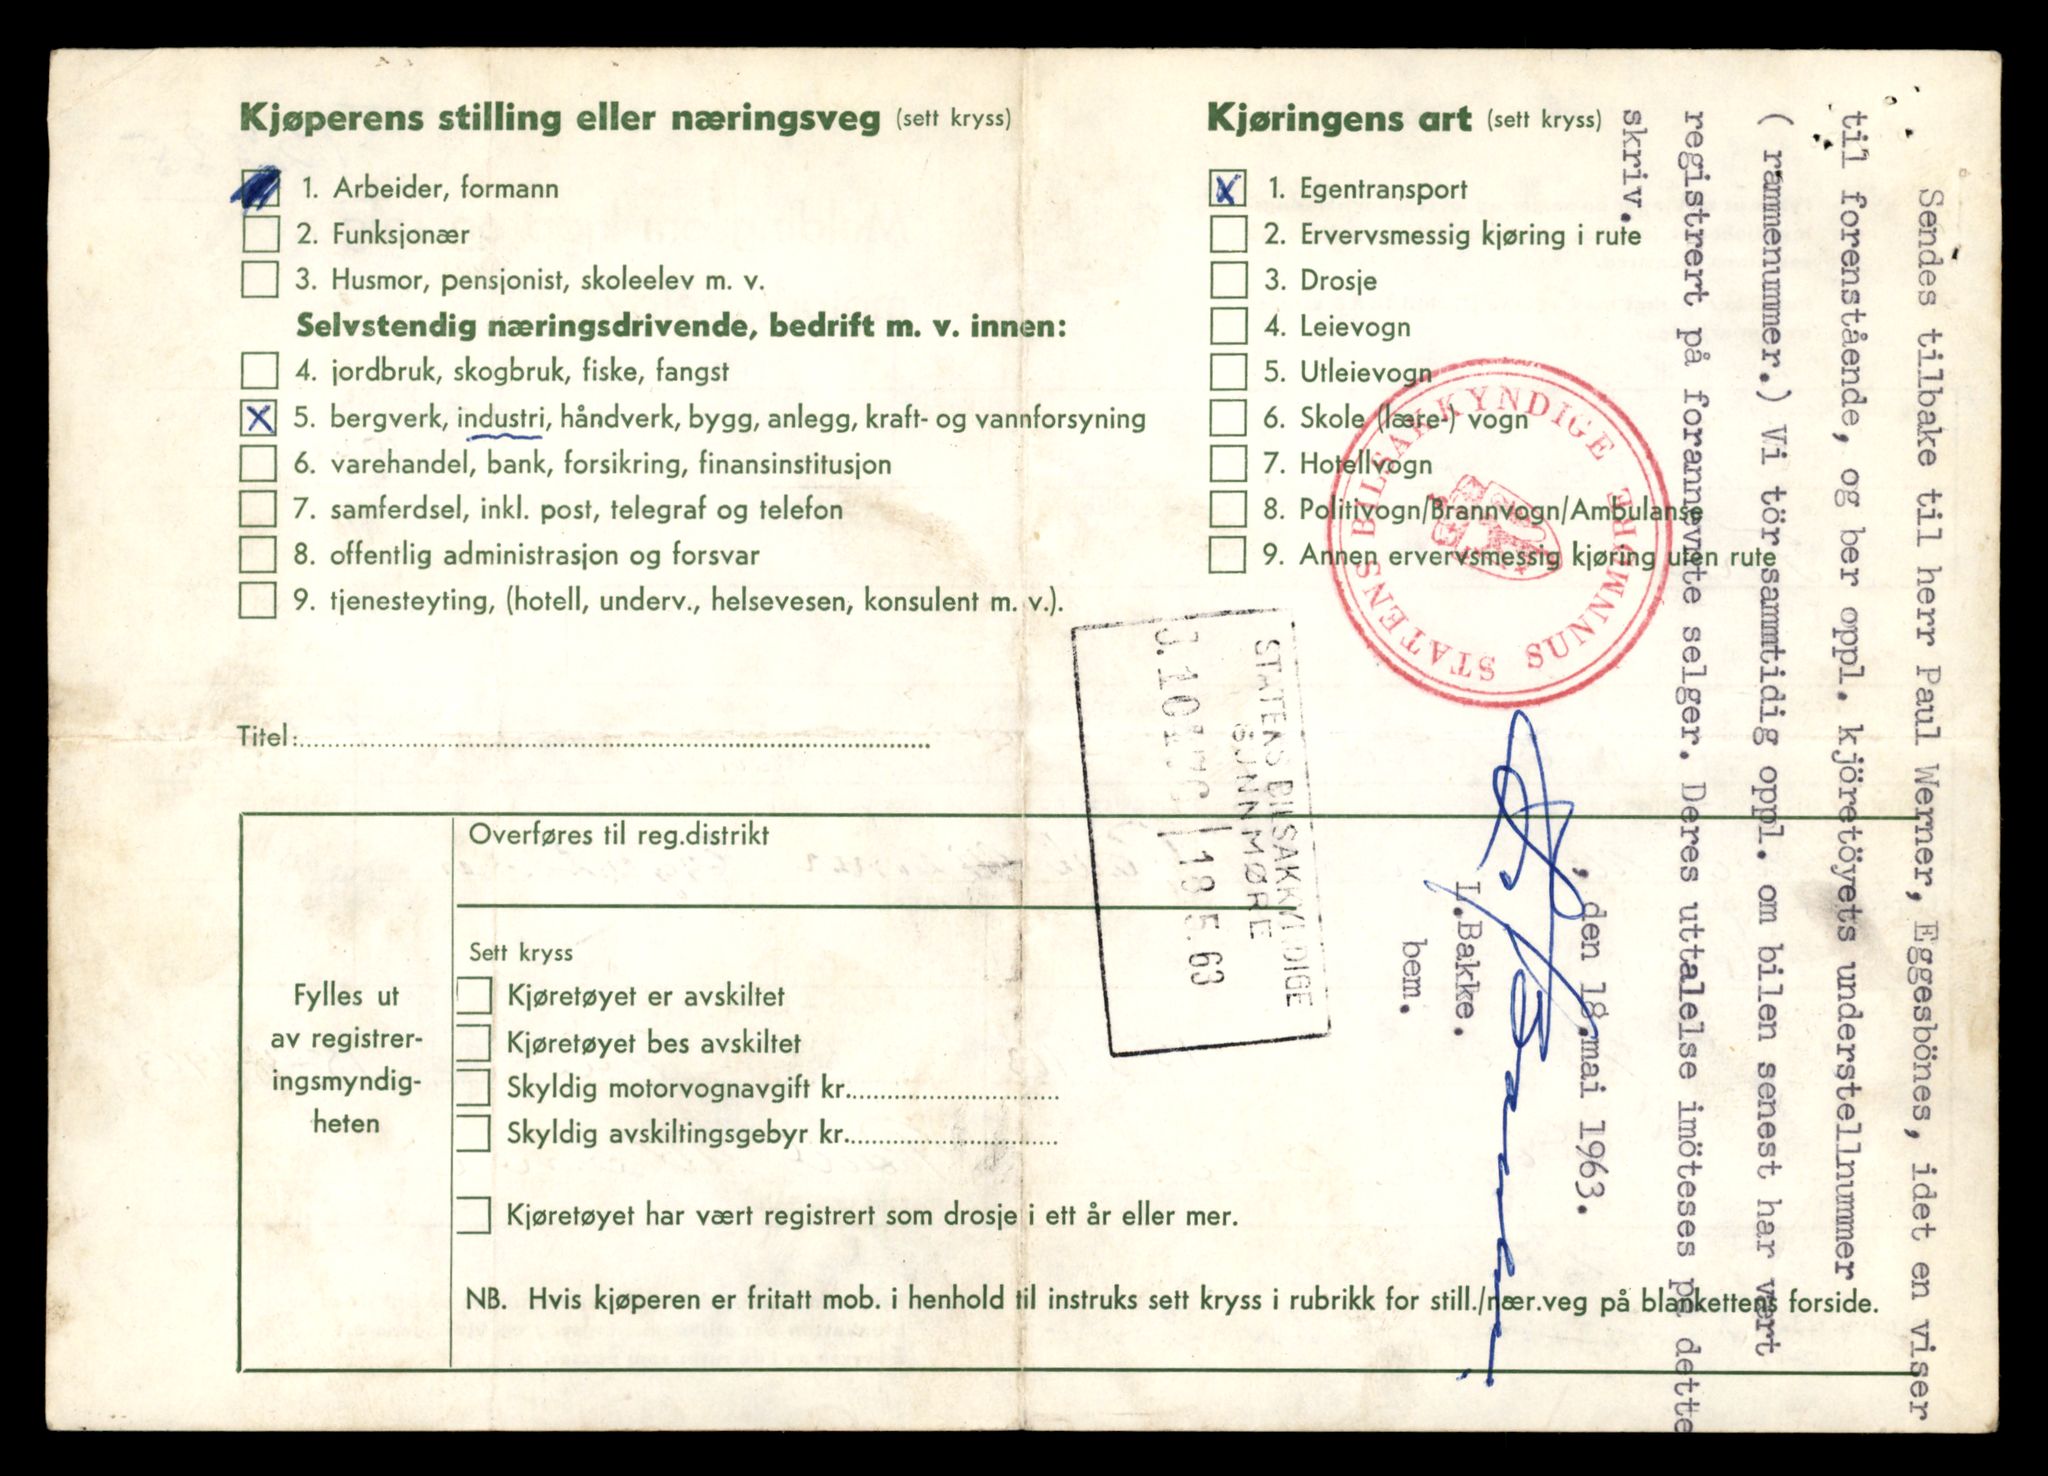 Kjøperens stilling eller næringsveg (sett kryss)
1. Arbeider, formann
2. Funksjonær
3. Husmor, pensjonist, skoleelev m. v.
Selvstendig næringsdrivende, bedrift m. v. innen:
4. jordbruk, skogbruk, fiske, fangst
X 5. bergverk, industri, håndverk, bygg, anlegg, kraft- og vannforsyning
6. varehandel, bank, forsikring, finansinstitusjon
7. samferdsel, inkl. post, telegraf og telefon
8. offentlig administrasjon og forsvar
9. tjenesteyting, (hotell, underv., helsevesen, konsulent m. v.).
Titel:
Kjøringens art (sett kryss)
X 1. Egentransport
2. Ervervsmessig kjøring i rute
3. Drosje
4. Leievogn
5. Utleievogn
6. Skole (lære-) vogn
7. Hotellvogn
8. Politivogn/Brannvogn/Ambulanse
9. Annen ervervsmessig kjøring uten rute
STATENS BILSAKKYNDIGE SUNNMØRE
STATENS BILSAKKYNDIGE
SUNNMØRE
18.5.63
Fylles ut
av registrer-
ingsmyndig-
heten
Overføres til reg.distrikt
Sett kryss
Kjøretøyet er avskiltet
Kjøretøyet bes avskiltet
Skyldig motorvognavgift kr.
Skyldig avskiltingsgebyr kr.
Kjøretøyet har vært registrert som drosje i ett år eller mer.
NB. Hvis kjøperen er fritatt mob. i henhold til instruks sett kryss i rubrikk for still./nær.veg på blankettens forside.
Sendes tilbake til herr Paul Werner, Eggesbönes, idet en viser
til forenstående, og ber oppl. kjöretöyets understellnummer
( rammenummer.) Vi tör sammtidig oppl. om bilen senest har vært
registrert på forannevnte selger. Deres uttalelse imöteses på dette
skriv.
, den 18.mai 1963.
L.Bakke.
bem.